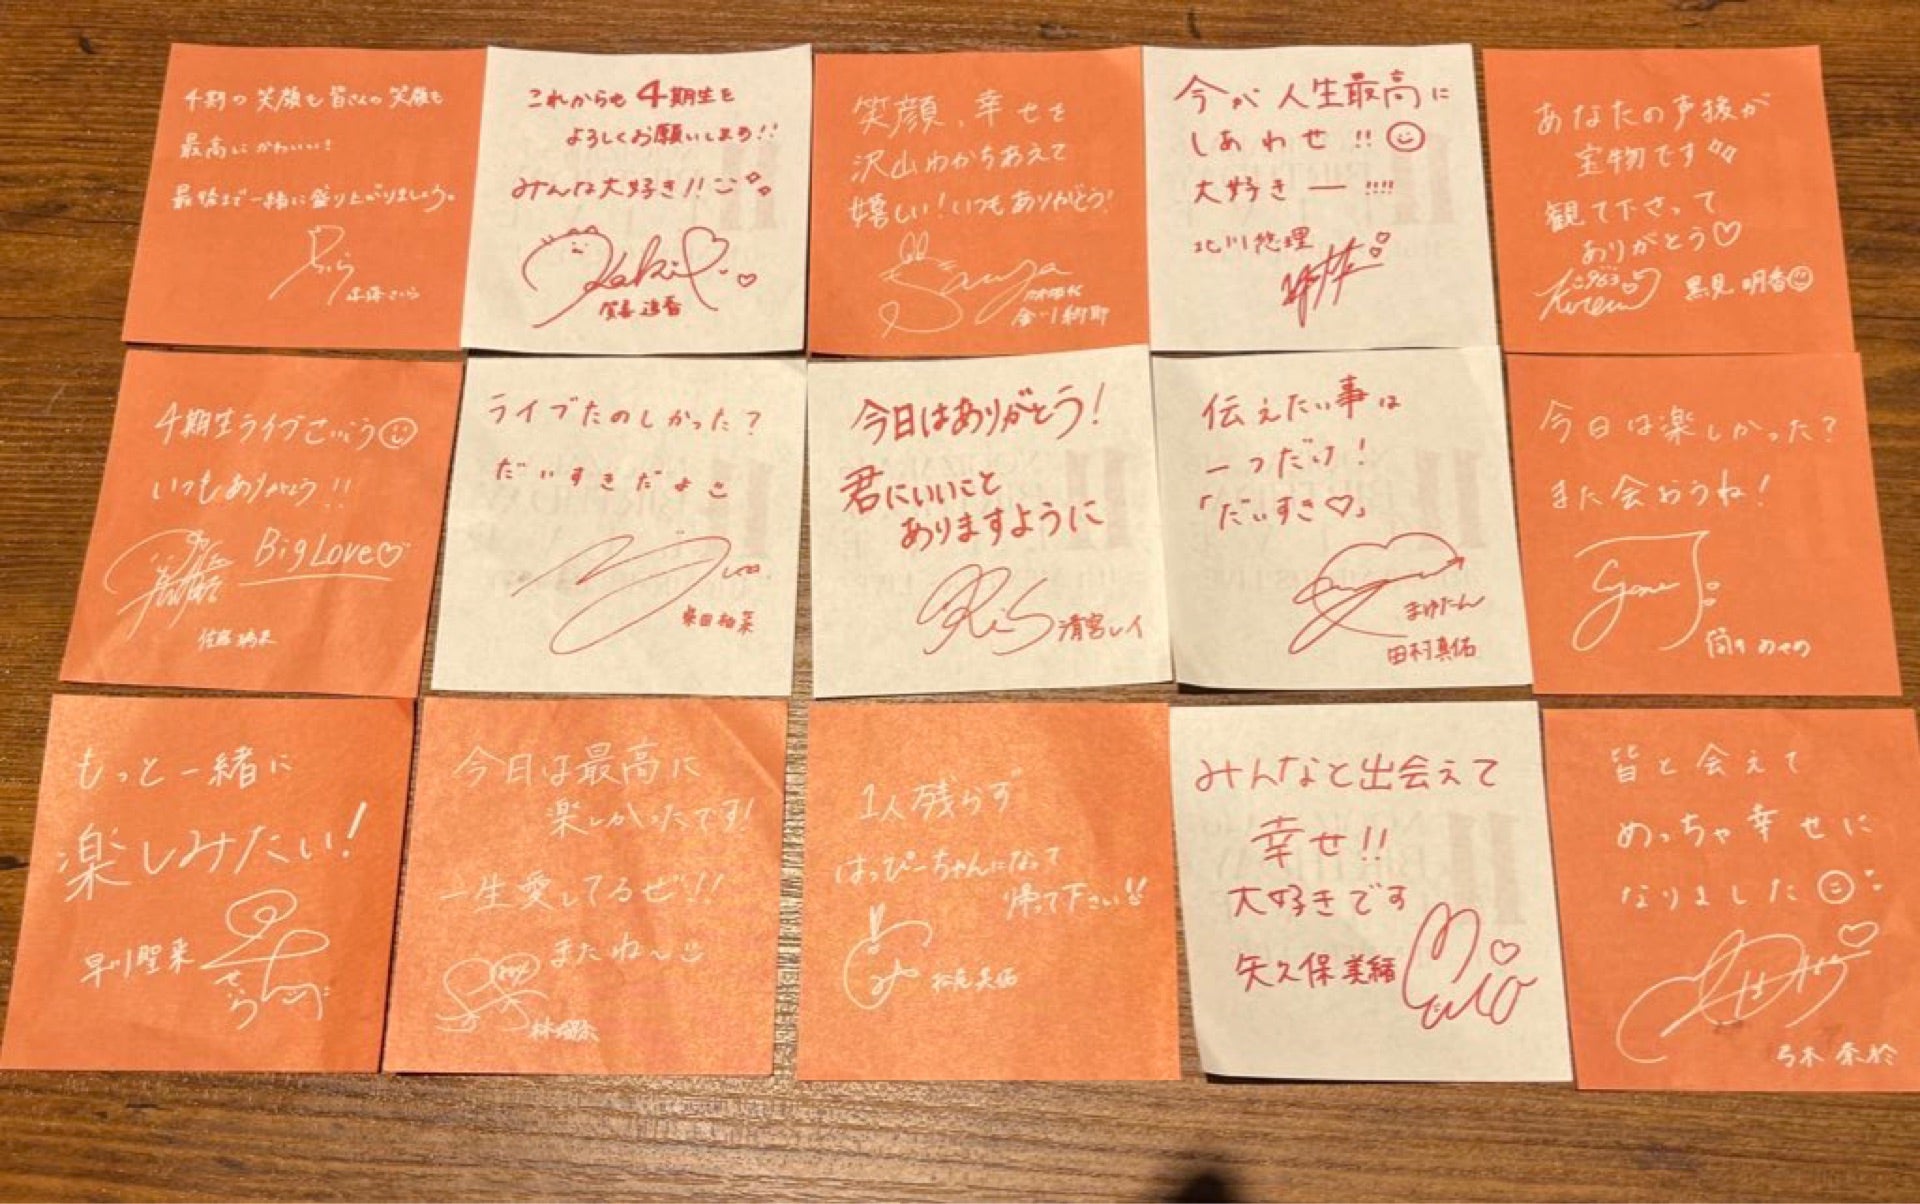 4期の笑顔も皆さんの笑顔も
最高にかわいい!
最後まで一緒に盛り上がりましょう。
さくら
遠藤さくら
これからも4期生を
よろしくお願いします!!
みんな大好き!!
Kaki
賀喜遥香
笑顔、幸せを
沢山わかちあえて
嬉しい!いつもありがとう!
Saya
金川紗耶
今が人生最高に
しあわせ!!
大好きー!!!!
北川悠理
あなたの声援が
宝物です
観て下さって
ありがとう♡
黒見明香
4期生ライブさいこう
いつもありがとう!!
Big Love♡
佐藤璃果
ライブたのしかった?
だいすきだよ
柴田柚菜
今日はありがとう!
君にいいこと
ありますように
清宮レイ
伝えたい事は
一つだけ!
「だいすき♡」
まゆたん
田村真佑
今日は楽しかった?
また会おうね!
筒井あやめ
もっと一緒に
楽しみたい!
早川聖来
せら
今日は最高に
楽しかったです!
一生愛してるぜ!!
またね〜
林瑠奈
1人残らず
はっぴーちゃんになって
帰って下さい!!
松尾美佑
みんなと出会えて
幸せ!!
大好きです
矢久保美緒
Mio
皆と会えて
めっちゃ幸せに
なりました
弓木奈於